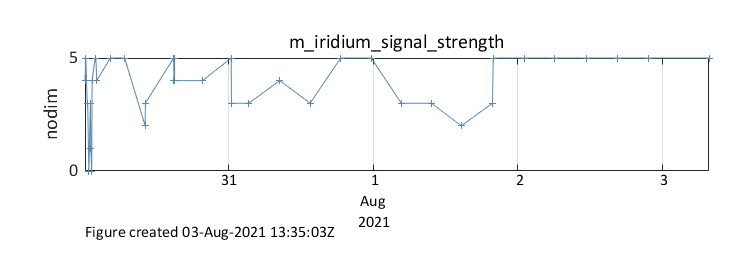 m_iridium_signal_strength
5
nodim
0
31 1 2 3
Aug
2021
Figure created 03-Aug-2021 13:35:03Z